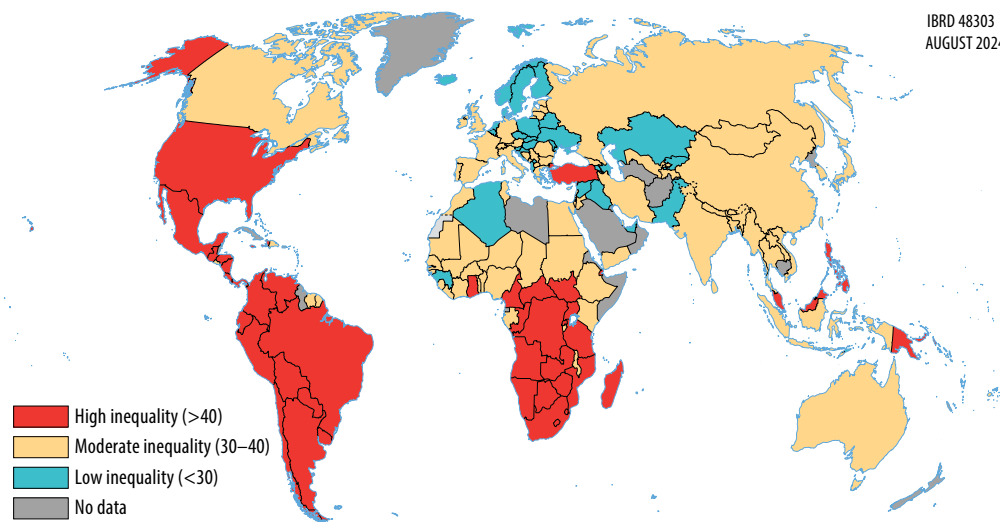 IBRD 48303
AUGUST 2024
High inequality (>40)
Moderate inequality (30–40)
Low inequality (<30)
No data